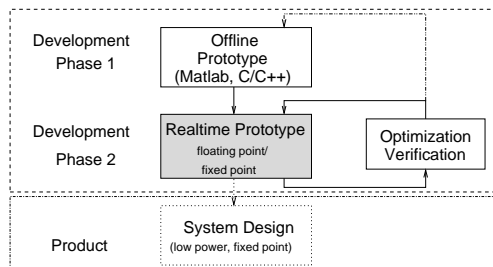 Development
Phase 1
Offline
Prototype
(Matlab, C/C++)
Development
Phase 2
Realtime Prototype
floating point/
fixed point
Optimization
Verification
Product
System Design
(low power, fixed point)